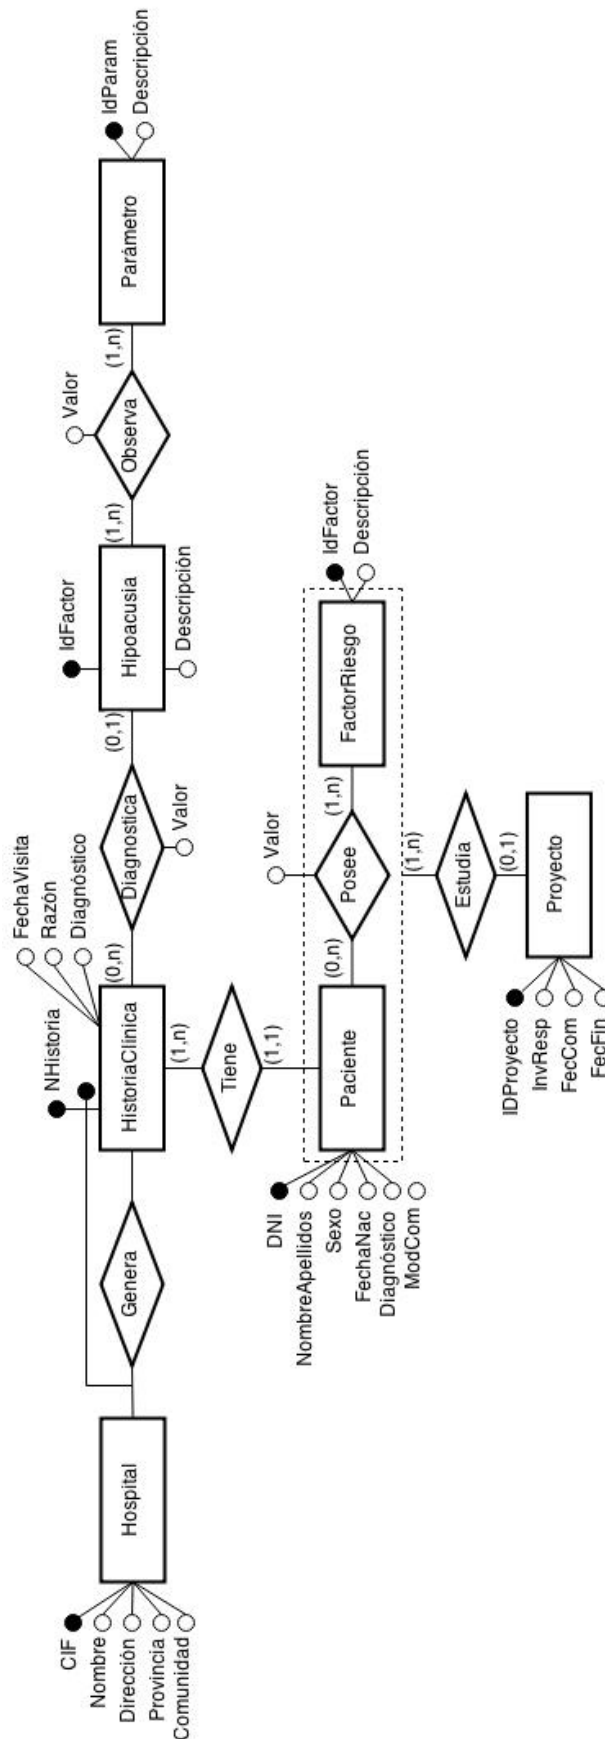 CIF
Nombre
Dirección
Provincia
Comunidad
Hospital
Genera
NHistoria
FechaVisita
Razón
Diagnóstico
HistoriaClínica
(0,n)
Diagnostica
Valor
(0,1)
IdFactor
Hipoacusia
Descripción
(1,n)
Observa
Valor
(1,n)
Parámetro
IdParam
Descripción
(1,n)
Tiene
(1,1)
DNI
NombreApellidos
Sexo
FechaNac
Diagnóstico
ModCom
Paciente
(0,n)
Posee
Valor
(1,n)
FactorRiesgo
IdFactor
Descripción
(1,n)
Estudia
(0,1)
IDProyecto
InvResp
FecCom
FecFin
Proyecto